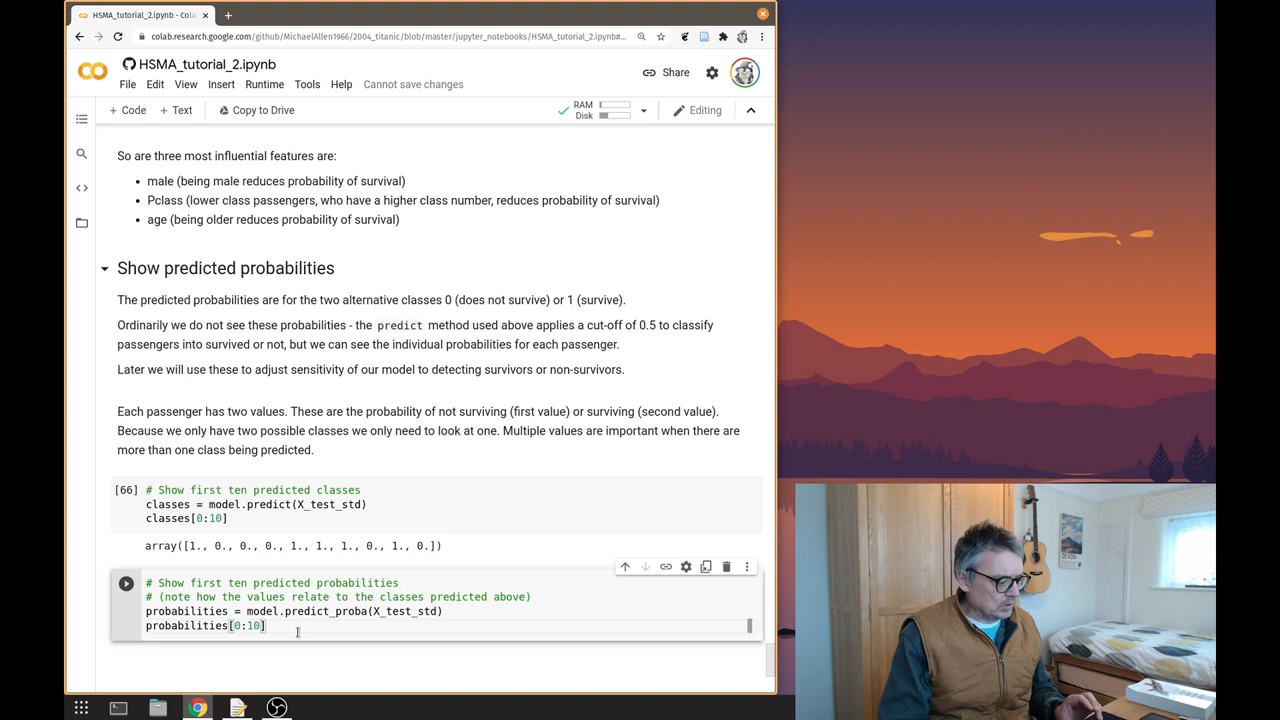 HSMA_tutorial_2.ipynb - Cola
colab.research.google.com/github/MichaelAllen1966/2004_titanic/blob/master/jupyter_notebooks/HSMA_tutorial_2.ipynb#...
HSMA_tutorial_2.ipynb
Share
File Edit View Insert Runtime Tools Help Cannot save changes
+ Code + Text Copy to Drive RAM Disk Editing
So are three most influential features are:
• male (being male reduces probability of survival)
• Pclass (lower class passengers, who have a higher class number, reduces probability of survival)
• age (being older reduces probability of survival)
Show predicted probabilities
The predicted probabilities are for the two alternative classes 0 (does not survive) or 1 (survive).
Ordinarily we do not see these probabilities - the predict method used above applies a cut-off of 0.5 to classify
passengers into survived or not, but we can see the individual probabilities for each passenger.
Later we will use these to adjust sensitivity of our model to detecting survivors or non-survivors.
Each passenger has two values. These are the probability of not surviving (first value) or surviving (second value).
Because we only have two possible classes we only need to look at one. Multiple values are important when there are
more than one class being predicted.
[66] # Show first ten predicted classes
classes = model.predict(X_test_std)
classes[0:10]
array([1., 0., 0., 0., 1., 1., 1., 0., 1., 0.])
# Show first ten predicted probabilities
# (note how the values relate to the classes predicted above)
probabilities = model.predict_proba(X_test_std)
probabilities[0:10]
DEVON